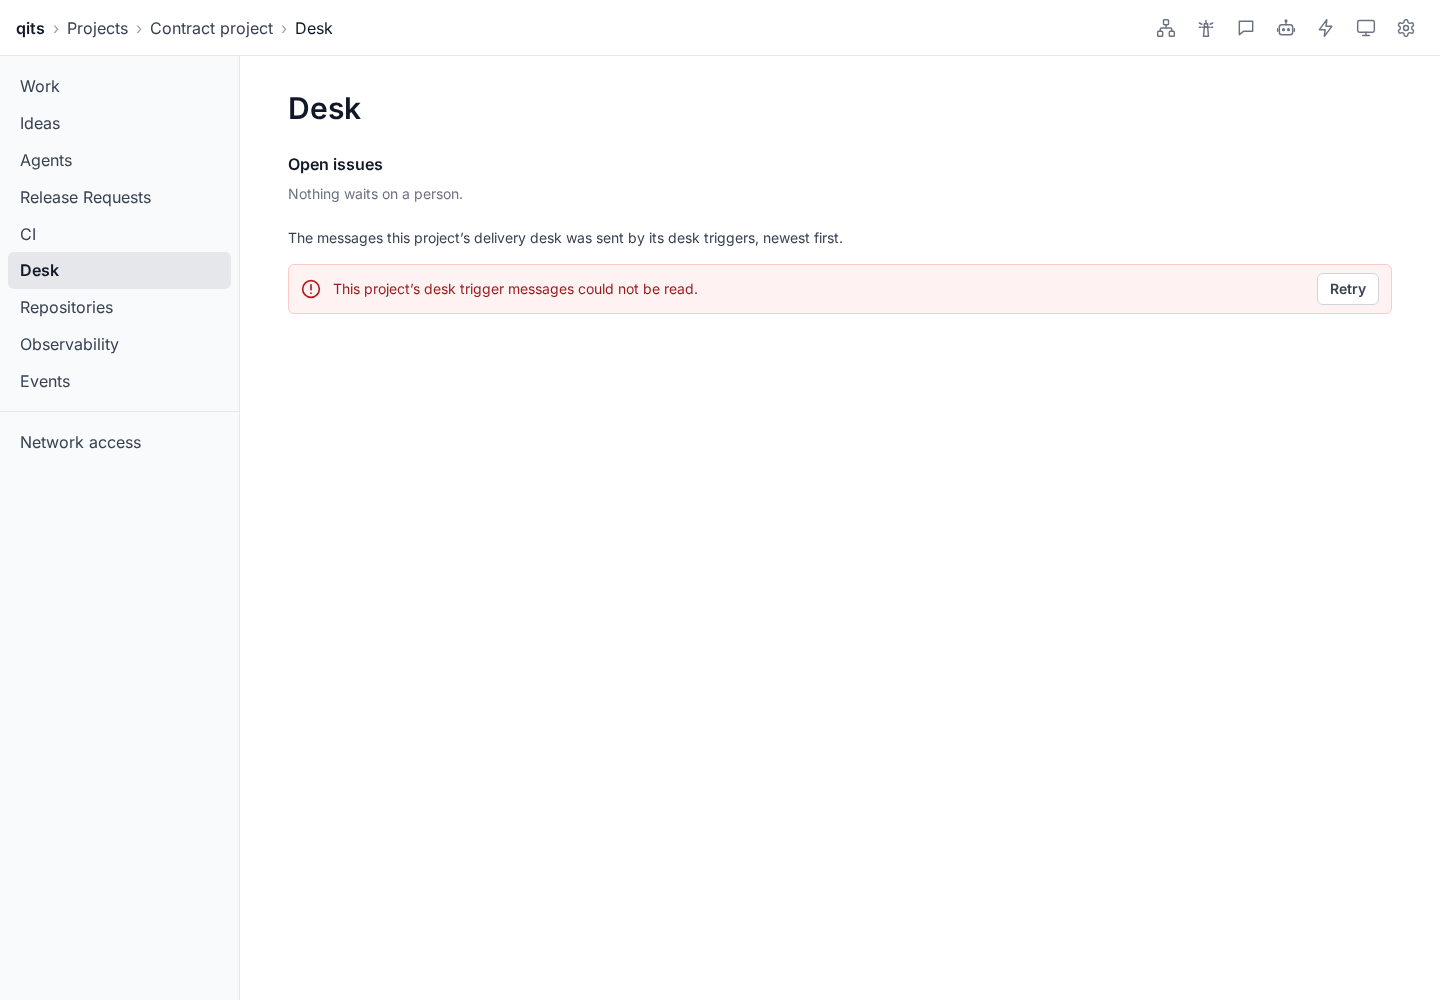 qits › Projects › Contract project › Desk
Work
Ideas
Agents
Release Requests
CI
Desk
Repositories
Observability
Events
Network access
Desk
Open issues
Nothing waits on a person.
The messages this project’s delivery desk was sent by its desk triggers, newest first.
This project’s desk trigger messages could not be read.
Retry